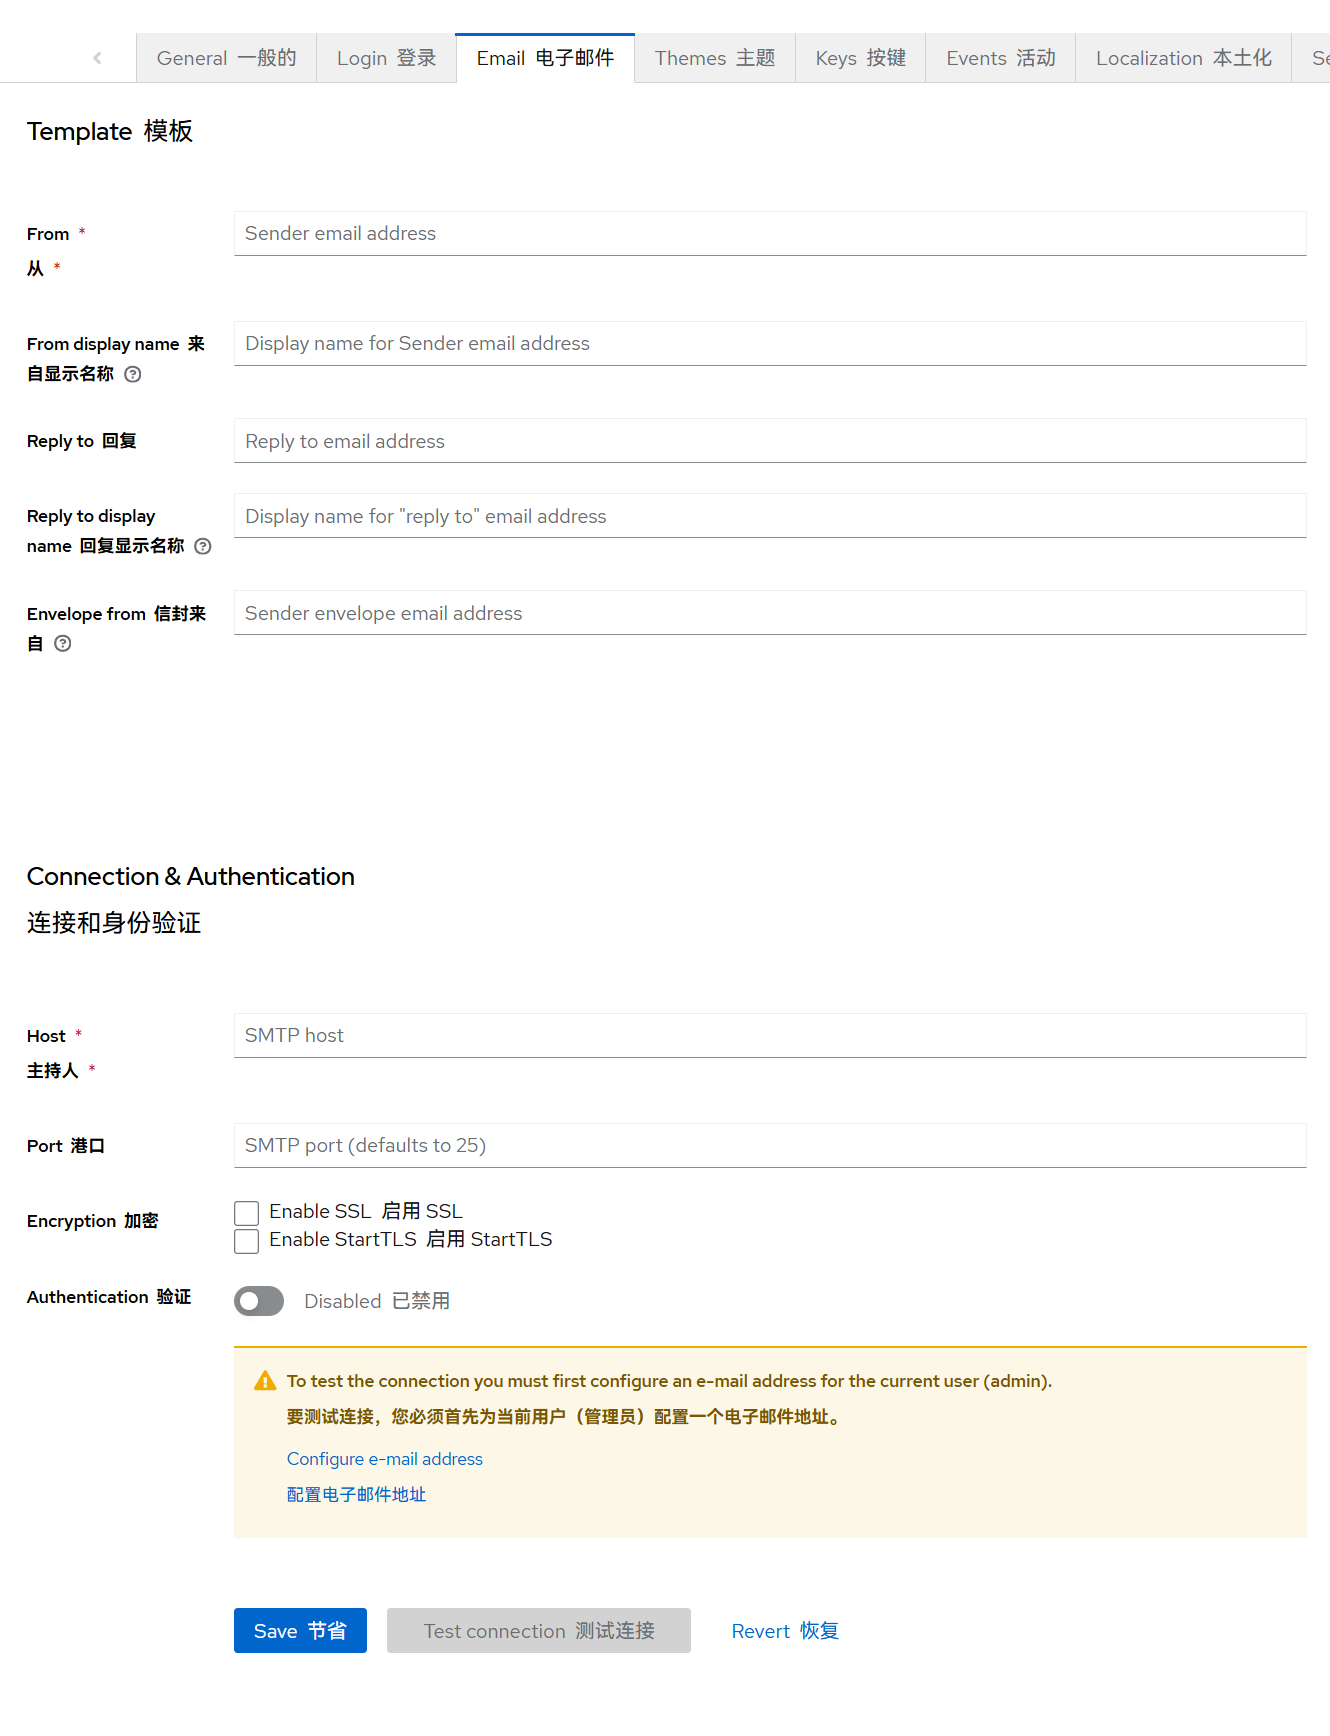 General 一般的 Login 登录 Email 电子邮件 Themes 主题 Keys 按键 Events 活动 Localization 本土化 Se
Template 模板
From *
从 *
Sender email address
From display name 来
自显示名称
Display name for Sender email address
Reply to 回复
Reply to email address
Reply to display
name 回复显示名称
Display name for "reply to" email address
Envelope from 信封来
自
Sender envelope email address
Connection & Authentication
连接和身份验证
Host *
主持人 *
SMTP host
Port 港口
SMTP port (defaults to 25)
Encryption 加密
Enable SSL 启用 SSL
Enable StartTLS 启用 StartTLS
Authentication 验证
Disabled 已禁用
To test the connection you must first configure an e-mail address for the current user (admin).
要测试连接，您必须首先为当前用户（管理员）配置一个电子邮件地址。
Configure e-mail address
配置电子邮件地址
Save 节省 Test connection 测试连接 Revert 恢复